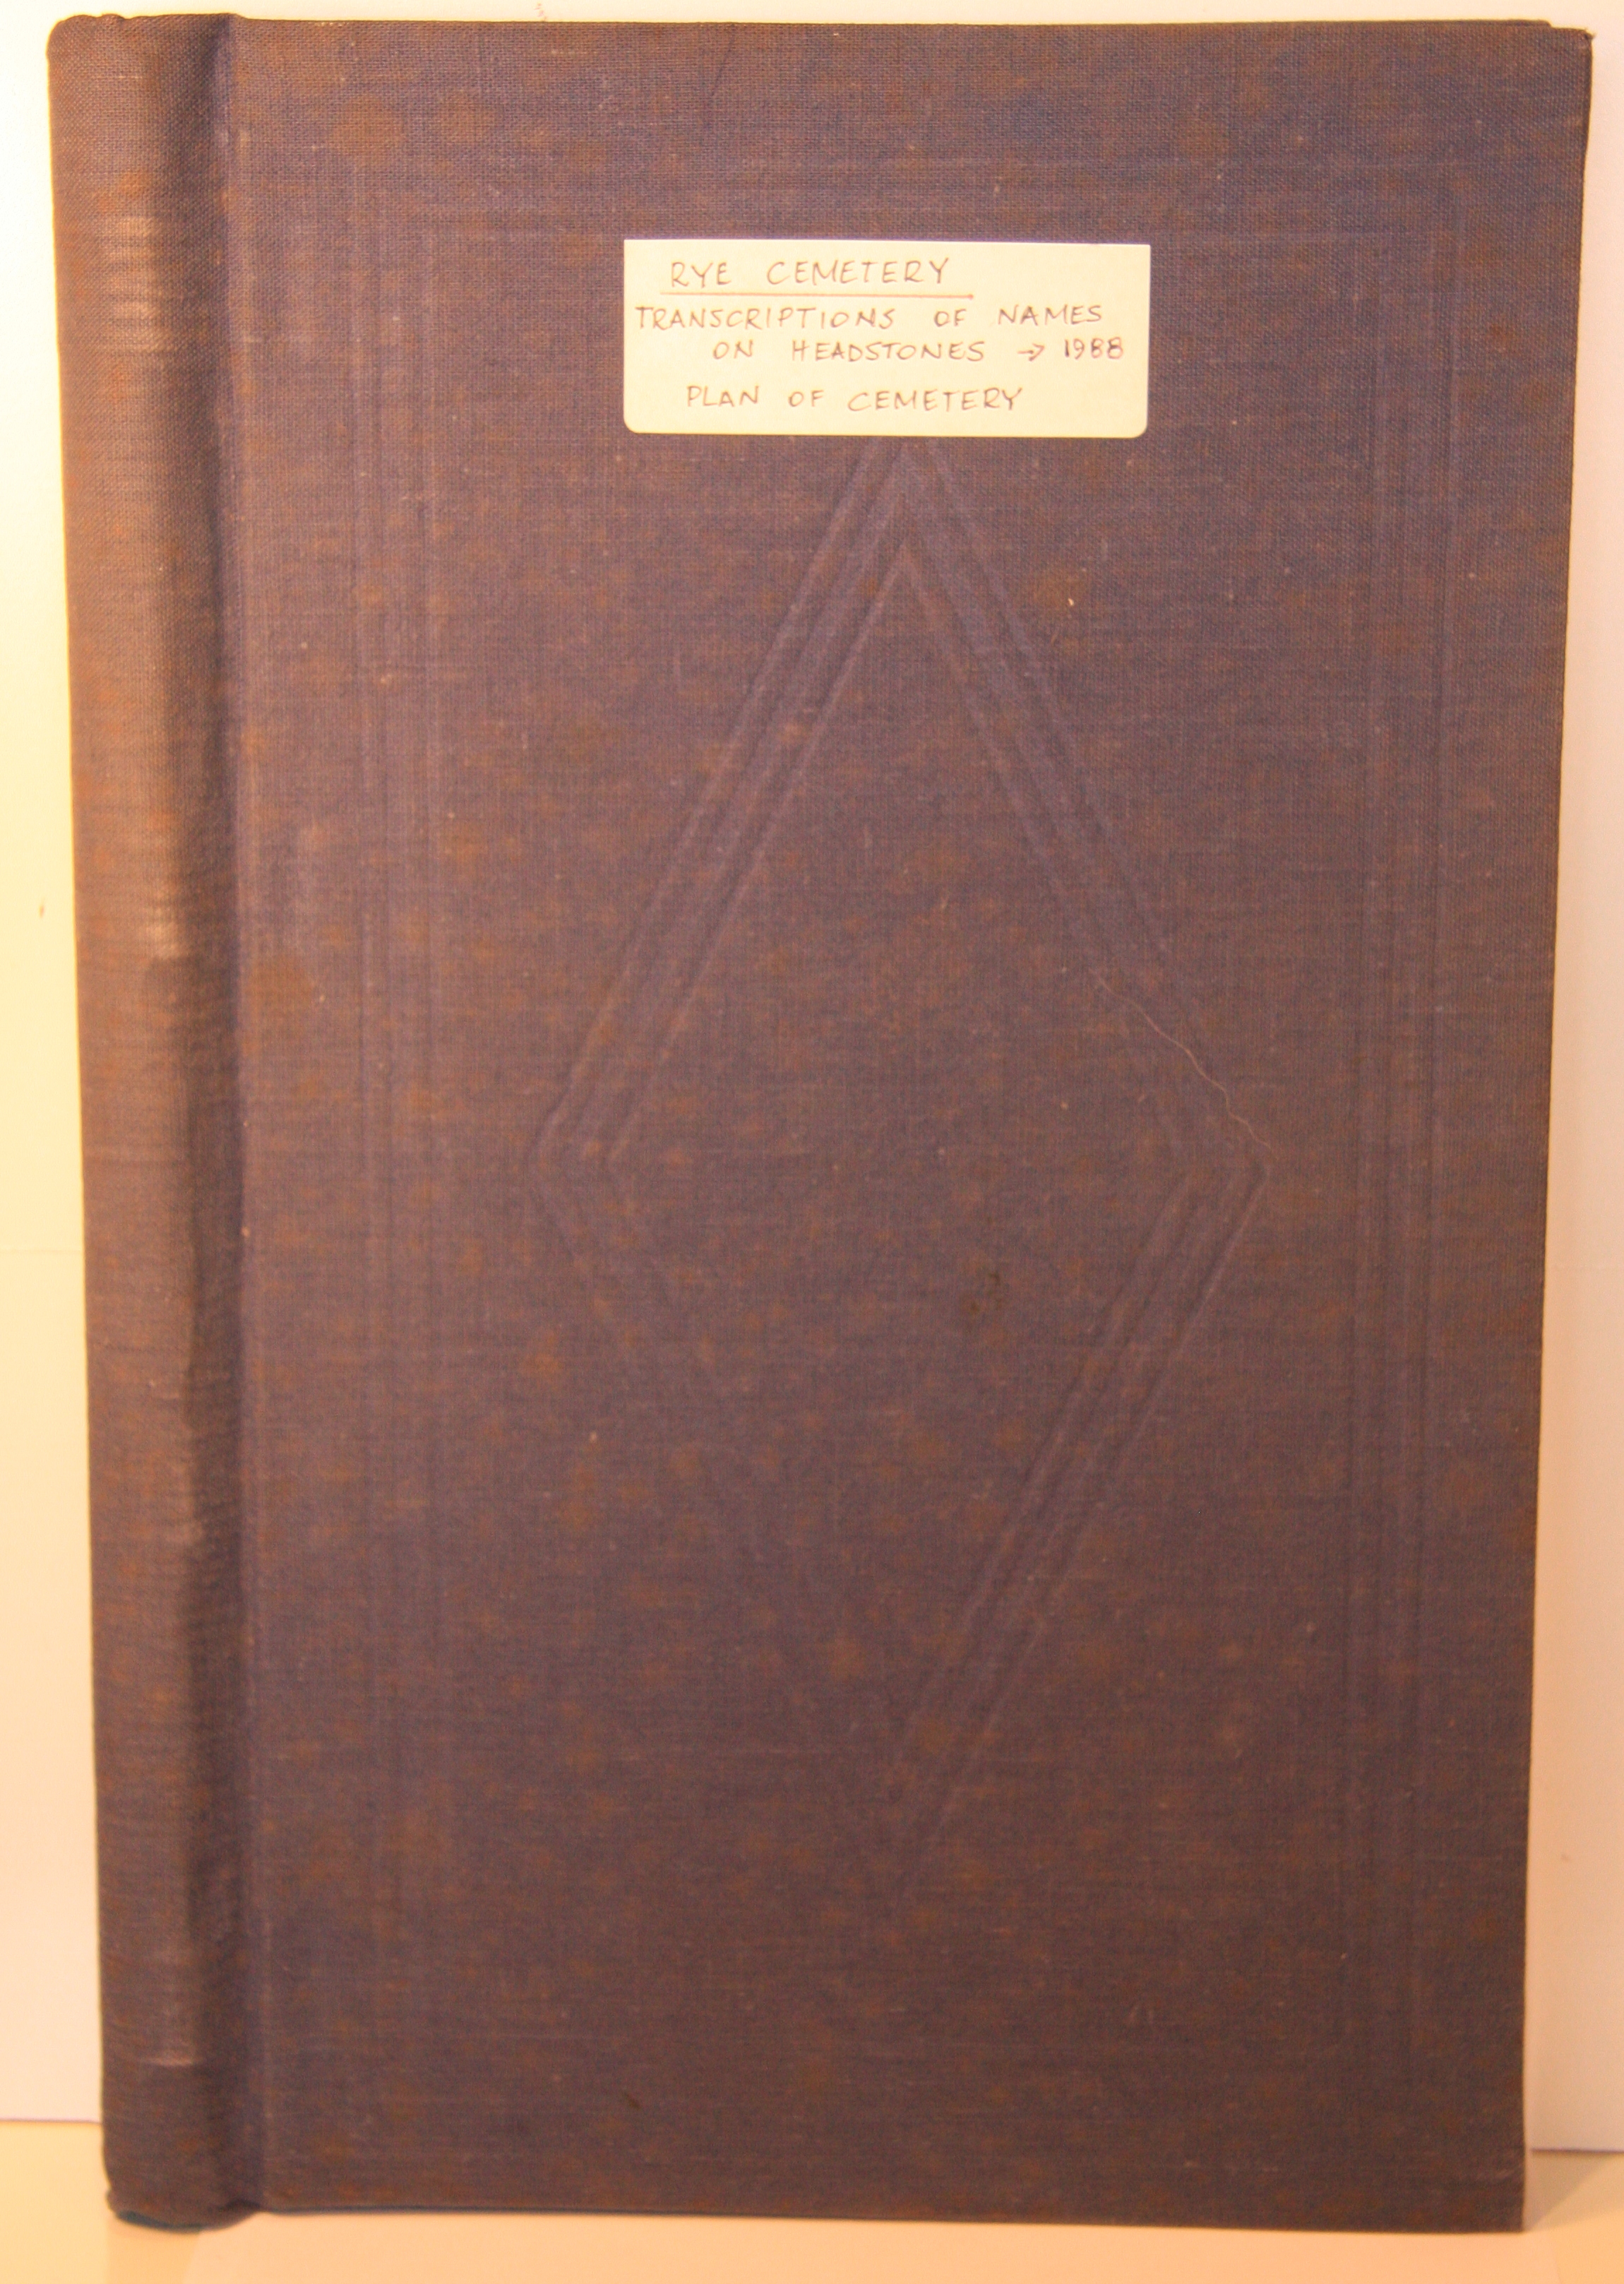 RYE CEMETERY
TRANSCRIPTIONS OF NAMES
ON HEADSTONES → 1988
PLAN OF CEMETERY